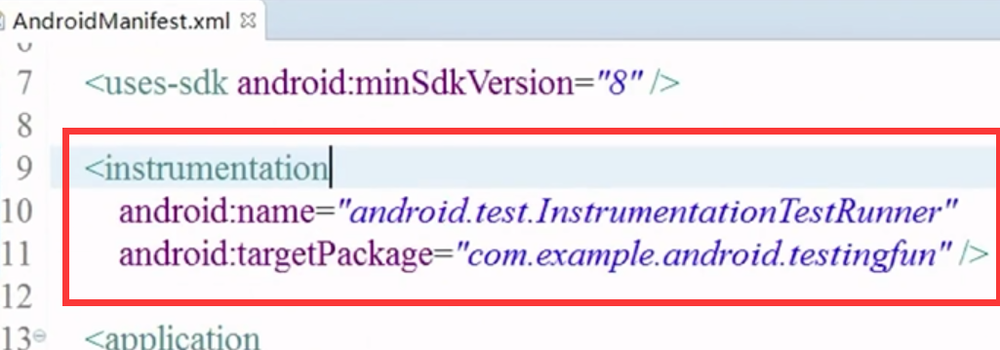 AndroidManifest.xml
6
7 <uses-sdk android:minSdkVersion="8" />
8
9 <instrumentation
10 android:name="android.test.InstrumentationTestRunner"
11 android:targetPackage="com.example.android.testingfun" />
12
13 <application